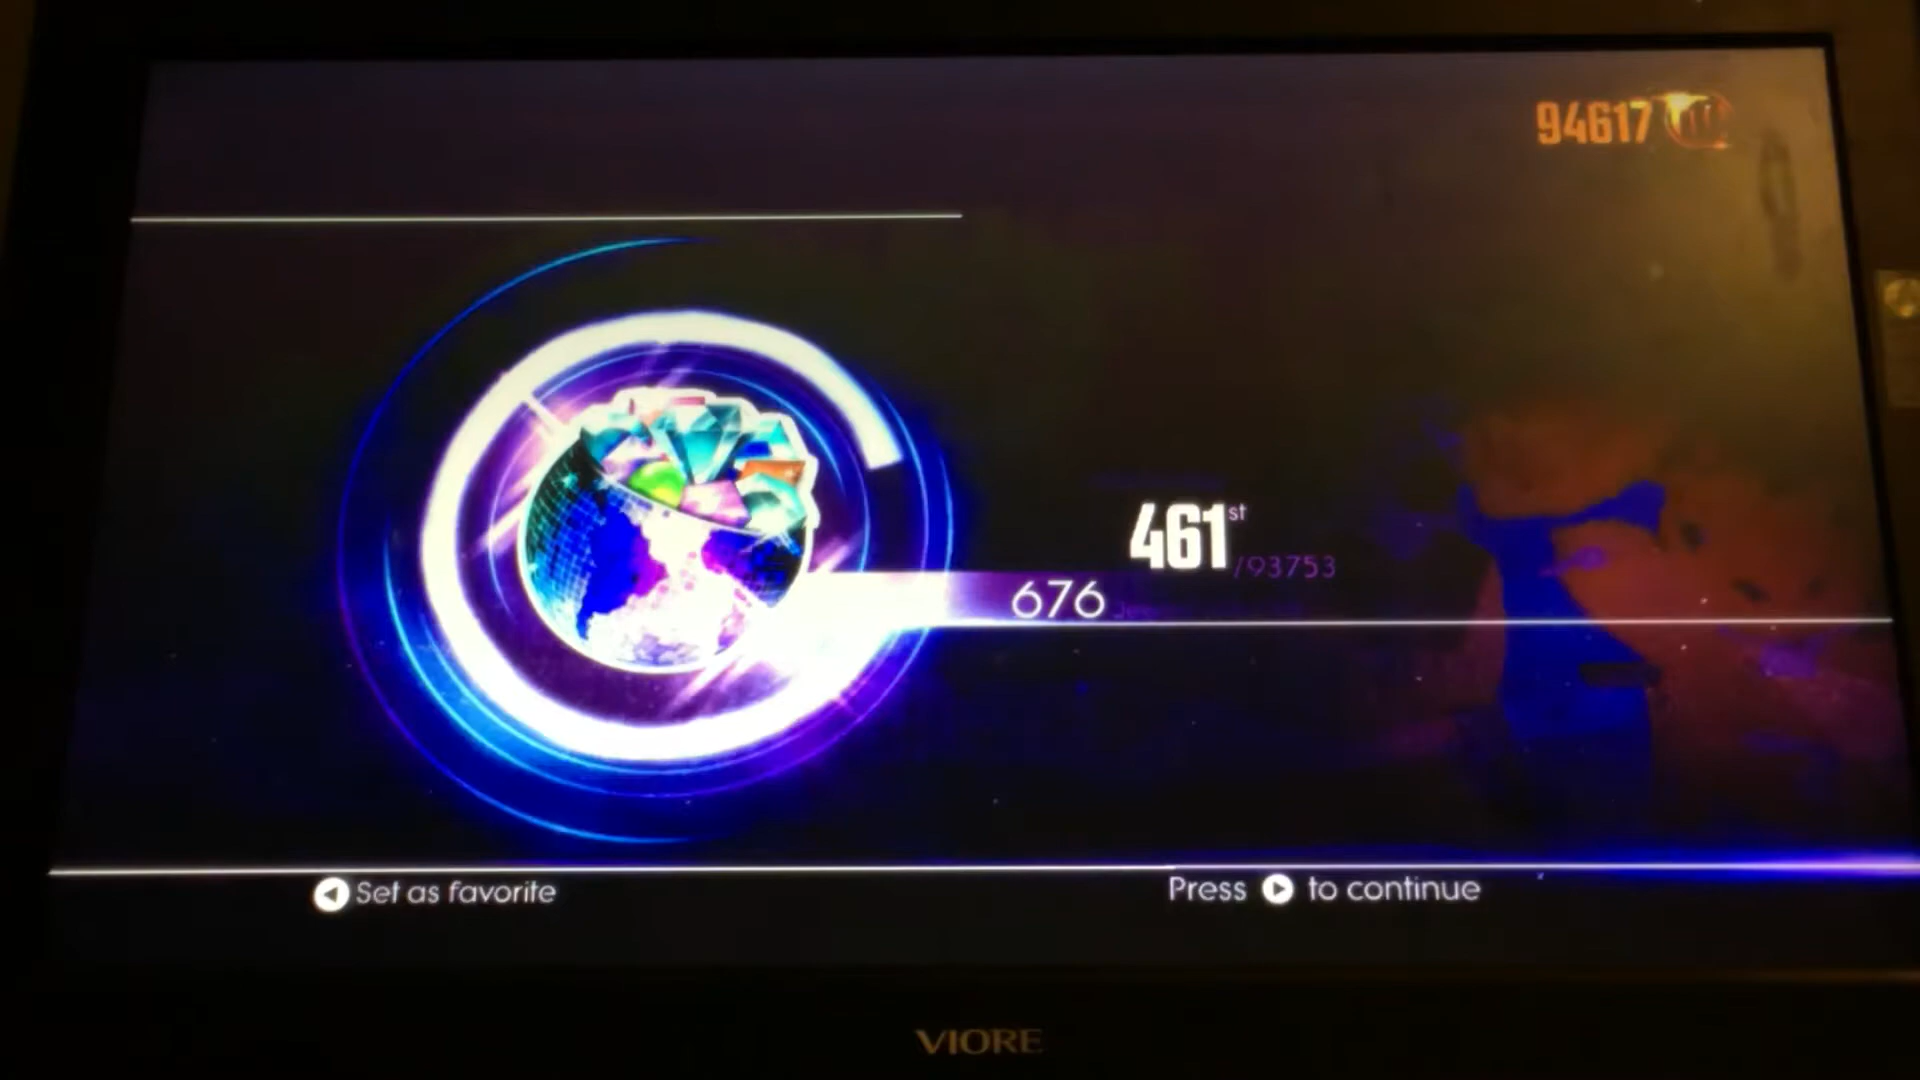 94617
461st
/93753
676
Set as favorite
Press to continue
VIORE